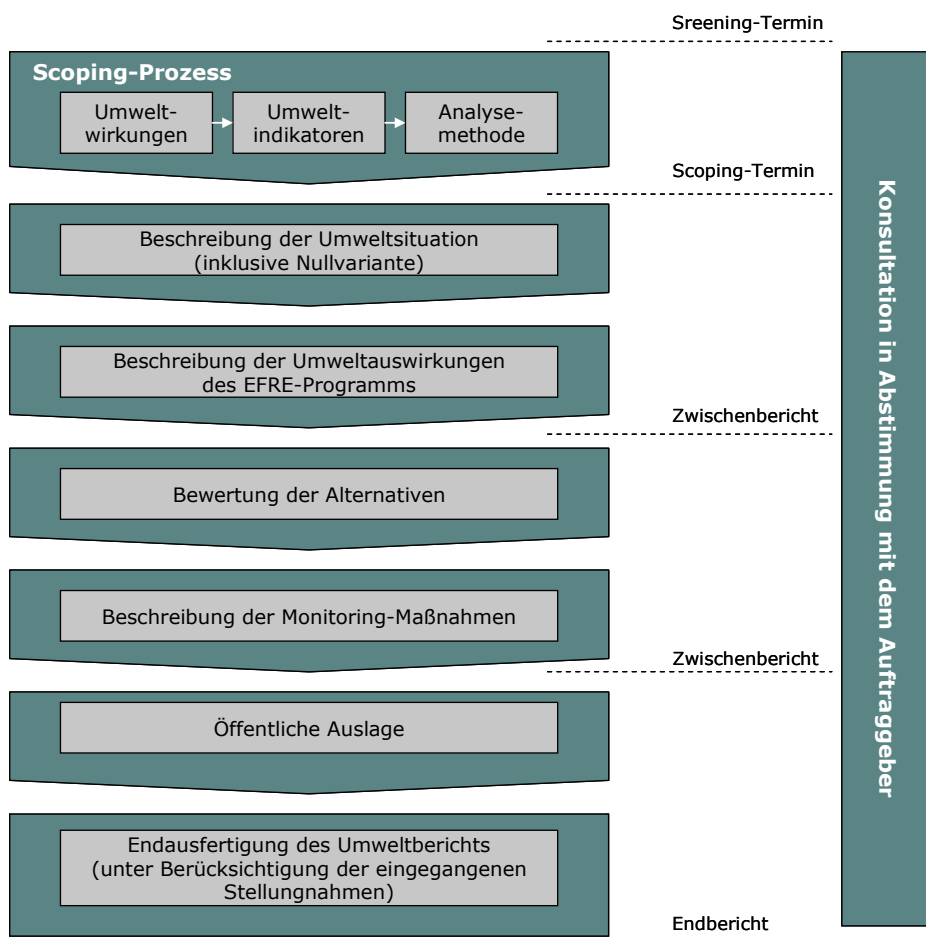 Sreening-Termin
Scoping-Prozess
Umwelt-
wirkungen
Umwelt-
indikatoren
Analyse-
methode
Scoping-Termin
Beschreibung der Umweltsituation
(inklusive Nullvariante)
Beschreibung der Umweltauswirkungen
des EFRE-Programms
Zwischenbericht
Bewertung der Alternativen
Beschreibung der Monitoring-Maßnahmen
Zwischenbericht
Öffentliche Auslage
Endausfertigung des Umweltberichts
(unter Berücksichtigung der eingegangenen
Stellungnahmen)
Endbericht
Konsultation in Abstimmung mit dem Auftraggeber